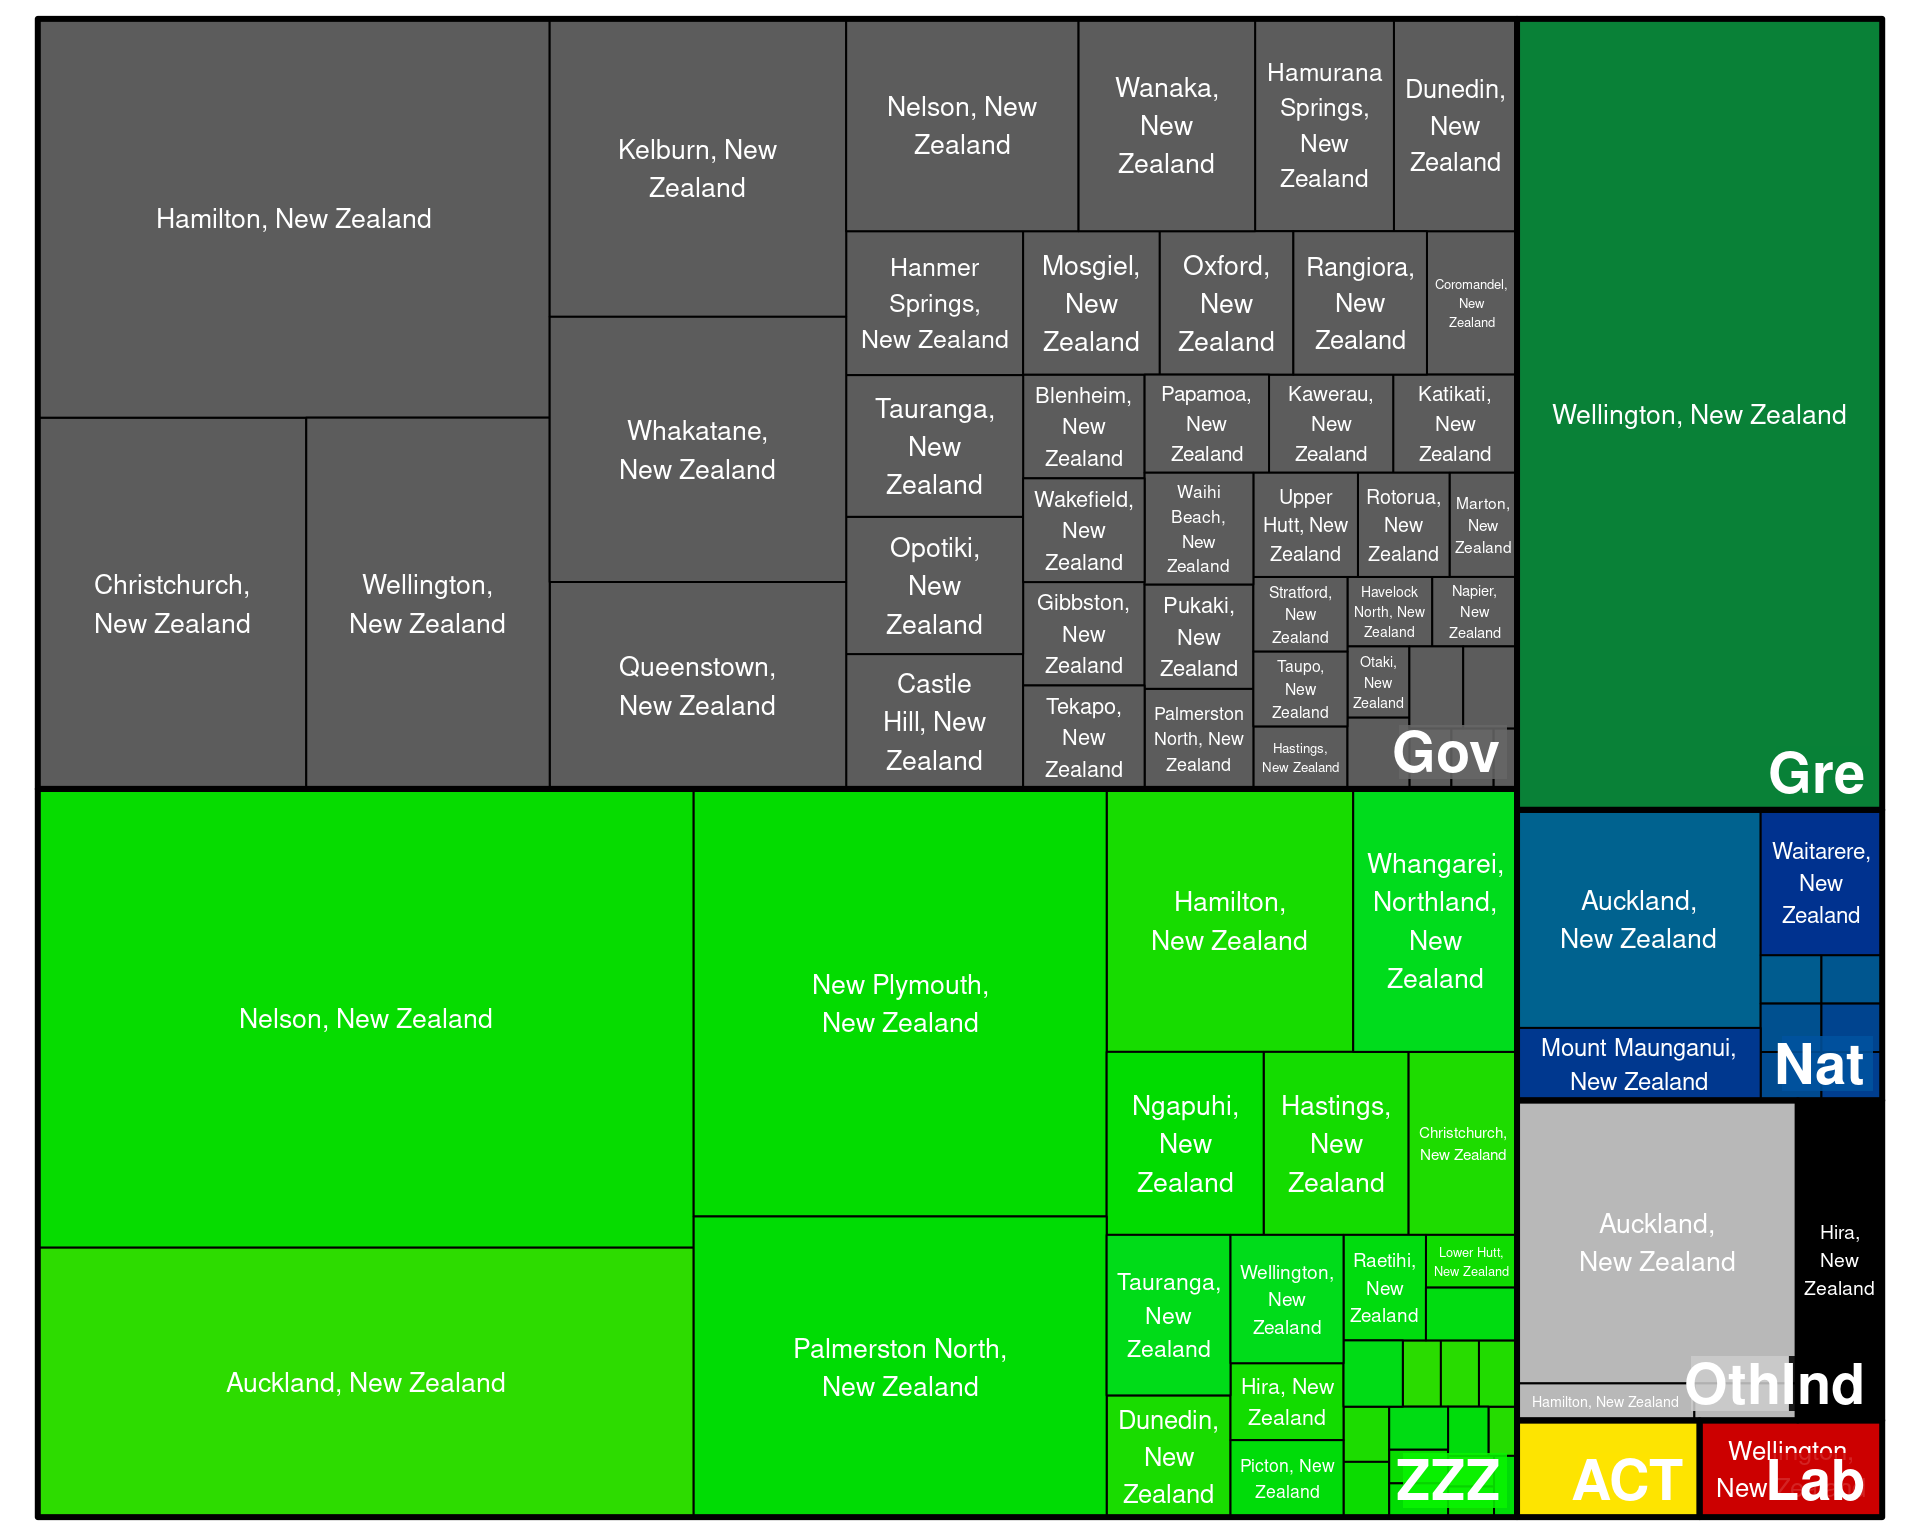 Hamilton, New Zealand
Christchurch,
New Zealand
Wellington,
New Zealand
Kelburn, New
Zealand
Whakatane,
New Zealand
Queenstown,
New Zealand
Nelson, New
Zealand
Wanaka,
New
Zealand
Hamurana
Springs,
New
Zealand
Dunedin,
New
Zealand
Hanmer
Springs,
New Zealand
Mosgiel,
New
Zealand
Oxford,
New
Zealand
Rangiora,
New
Zealand
Coromandel,
New
Zealand
Tauranga,
New
Zealand
Opotiki,
New
Zealand
Castle
Hill, New
Zealand
Blenheim,
New
Zealand
Wakefield,
New
Zealand
Gibbston,
New
Zealand
Tekapo,
New
Zealand
Papamoa,
New
Zealand
Kawerau,
New
Zealand
Katikati,
New
Zealand
Waihi
Beach,
New
Zealand
Pukaki,
New
Zealand
Palmerston
North, New
Zealand
Upper
Hutt, New
Zealand
Rotorua,
New
Zealand
Marton,
New
Zealand
Stratford,
New
Zealand
Taupo,
New
Zealand
Hastings,
New Zealand
Havelock
North, New
Zealand
Napier,
New
Zealand
Otaki,
New
Zealand
Gov
Wellington, New Zealand
Gre
Nelson, New Zealand
Auckland, New Zealand
New Plymouth,
New Zealand
Palmerston North,
New Zealand
Hamilton,
New Zealand
Whangarei,
Northland,
New
Zealand
Ngapuhi,
New
Zealand
Hastings,
New
Zealand
Christchurch,
New Zealand
Tauranga,
New
Zealand
Dunedin,
New
Zealand
Wellington,
New
Zealand
Hira, New
Zealand
Picton, New
Zealand
Raetihi,
New
Zealand
Lower Hutt,
New Zealand
ZZZ
Auckland,
New Zealand
Mount Maunganui,
New Zealand
Waitarere,
New
Zealand
Nat
Auckland,
New Zealand
Hamilton, New Zealand
Hira,
New
Zealand
OthInd
ACT
Wellington,
New
Lab